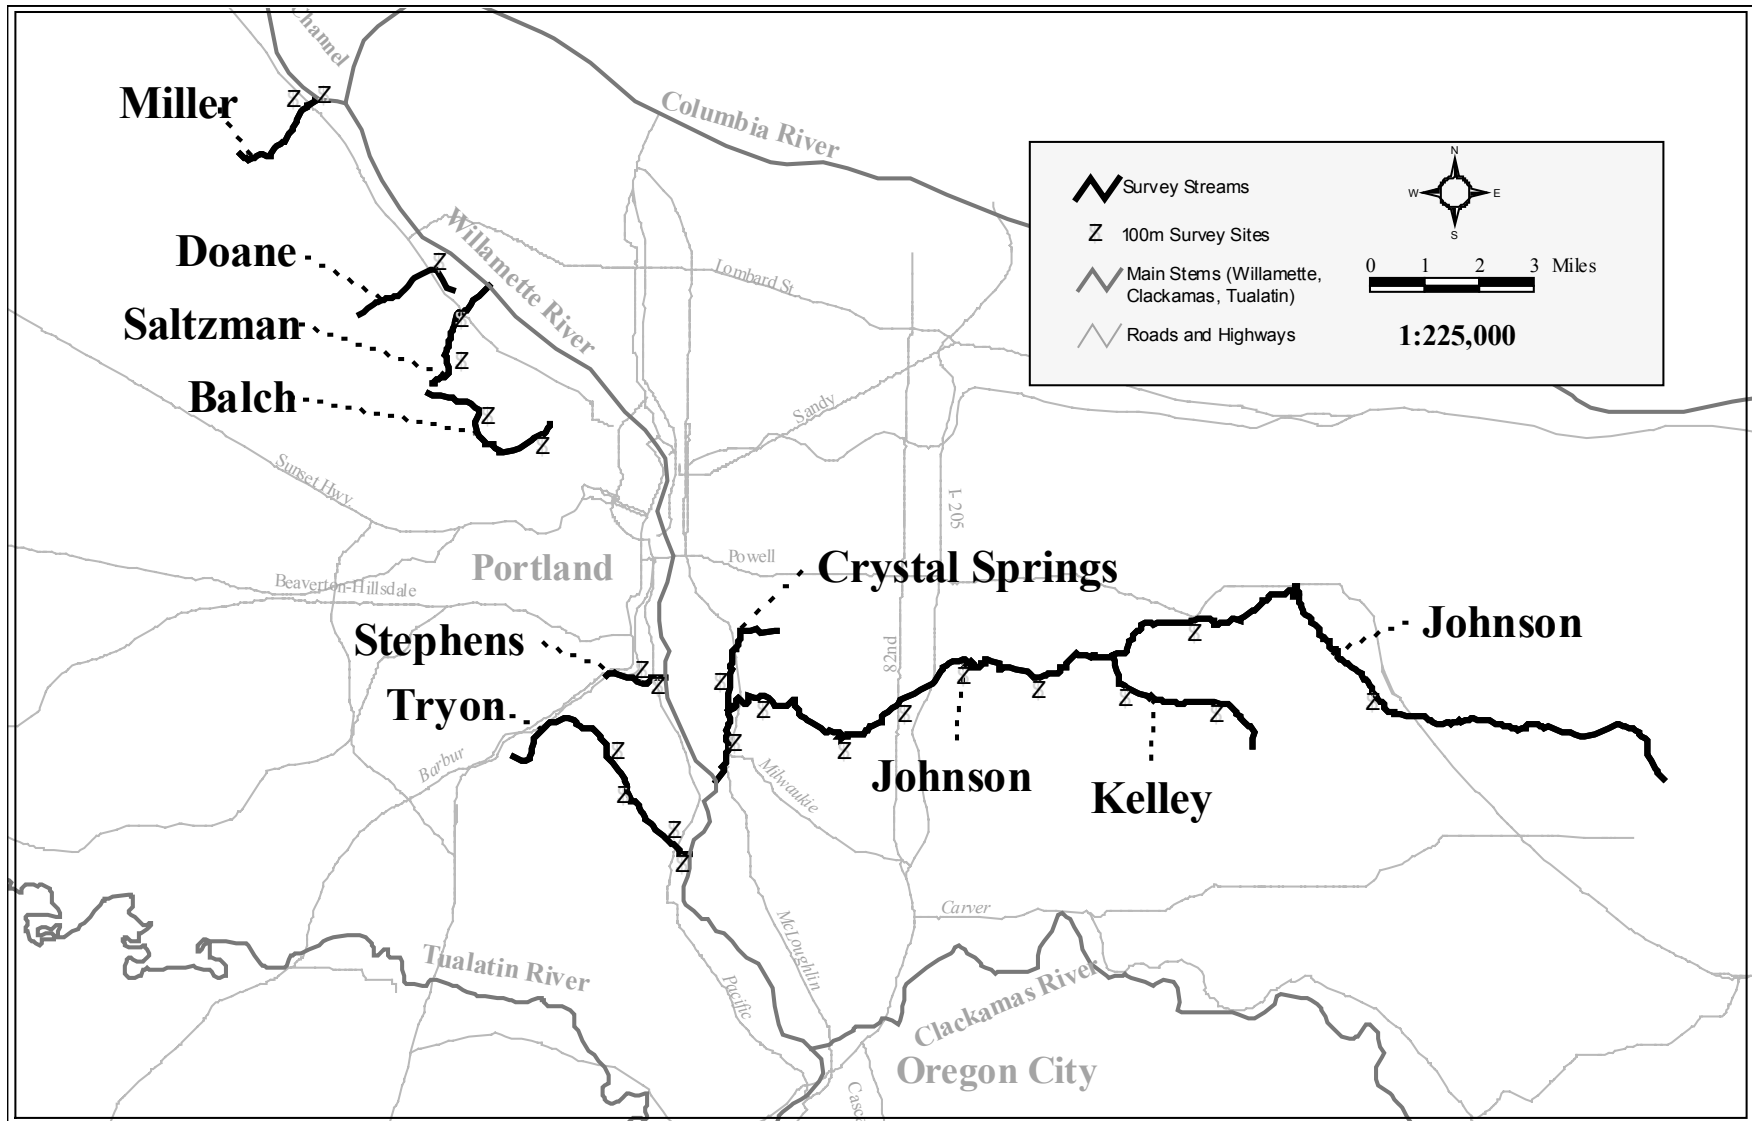 Channel
Miller
Z
Z
Columbia River
N
W
E
S
Survey Streams
Z
100m Survey Sites
Main Stems (Willamette,
Clackamas, Tualatin)
Roads and Highways
0 1 2 3 Miles
1:225,000
Willamette River
Doane
Z
Lombard St
Saltzman
Z
Z
Balch
Z
Z
Sandy
Sunset Hwy
I-205
Portland
Powell
Crystal Springs
Beaverton-Hillsdale
Stephens
Z
Z
82nd
Johnson
Z
Tryon
Z
Z
Z
Z
Z
Z
Z
Z
Z
Z
Z
Z
Barbur
Z
Z
Z
Z
Milwaukie
Johnson
Kelley
Carver
McLoughlin
Tualatin River
Pacific
Clackamas River
Oregon City
Casca